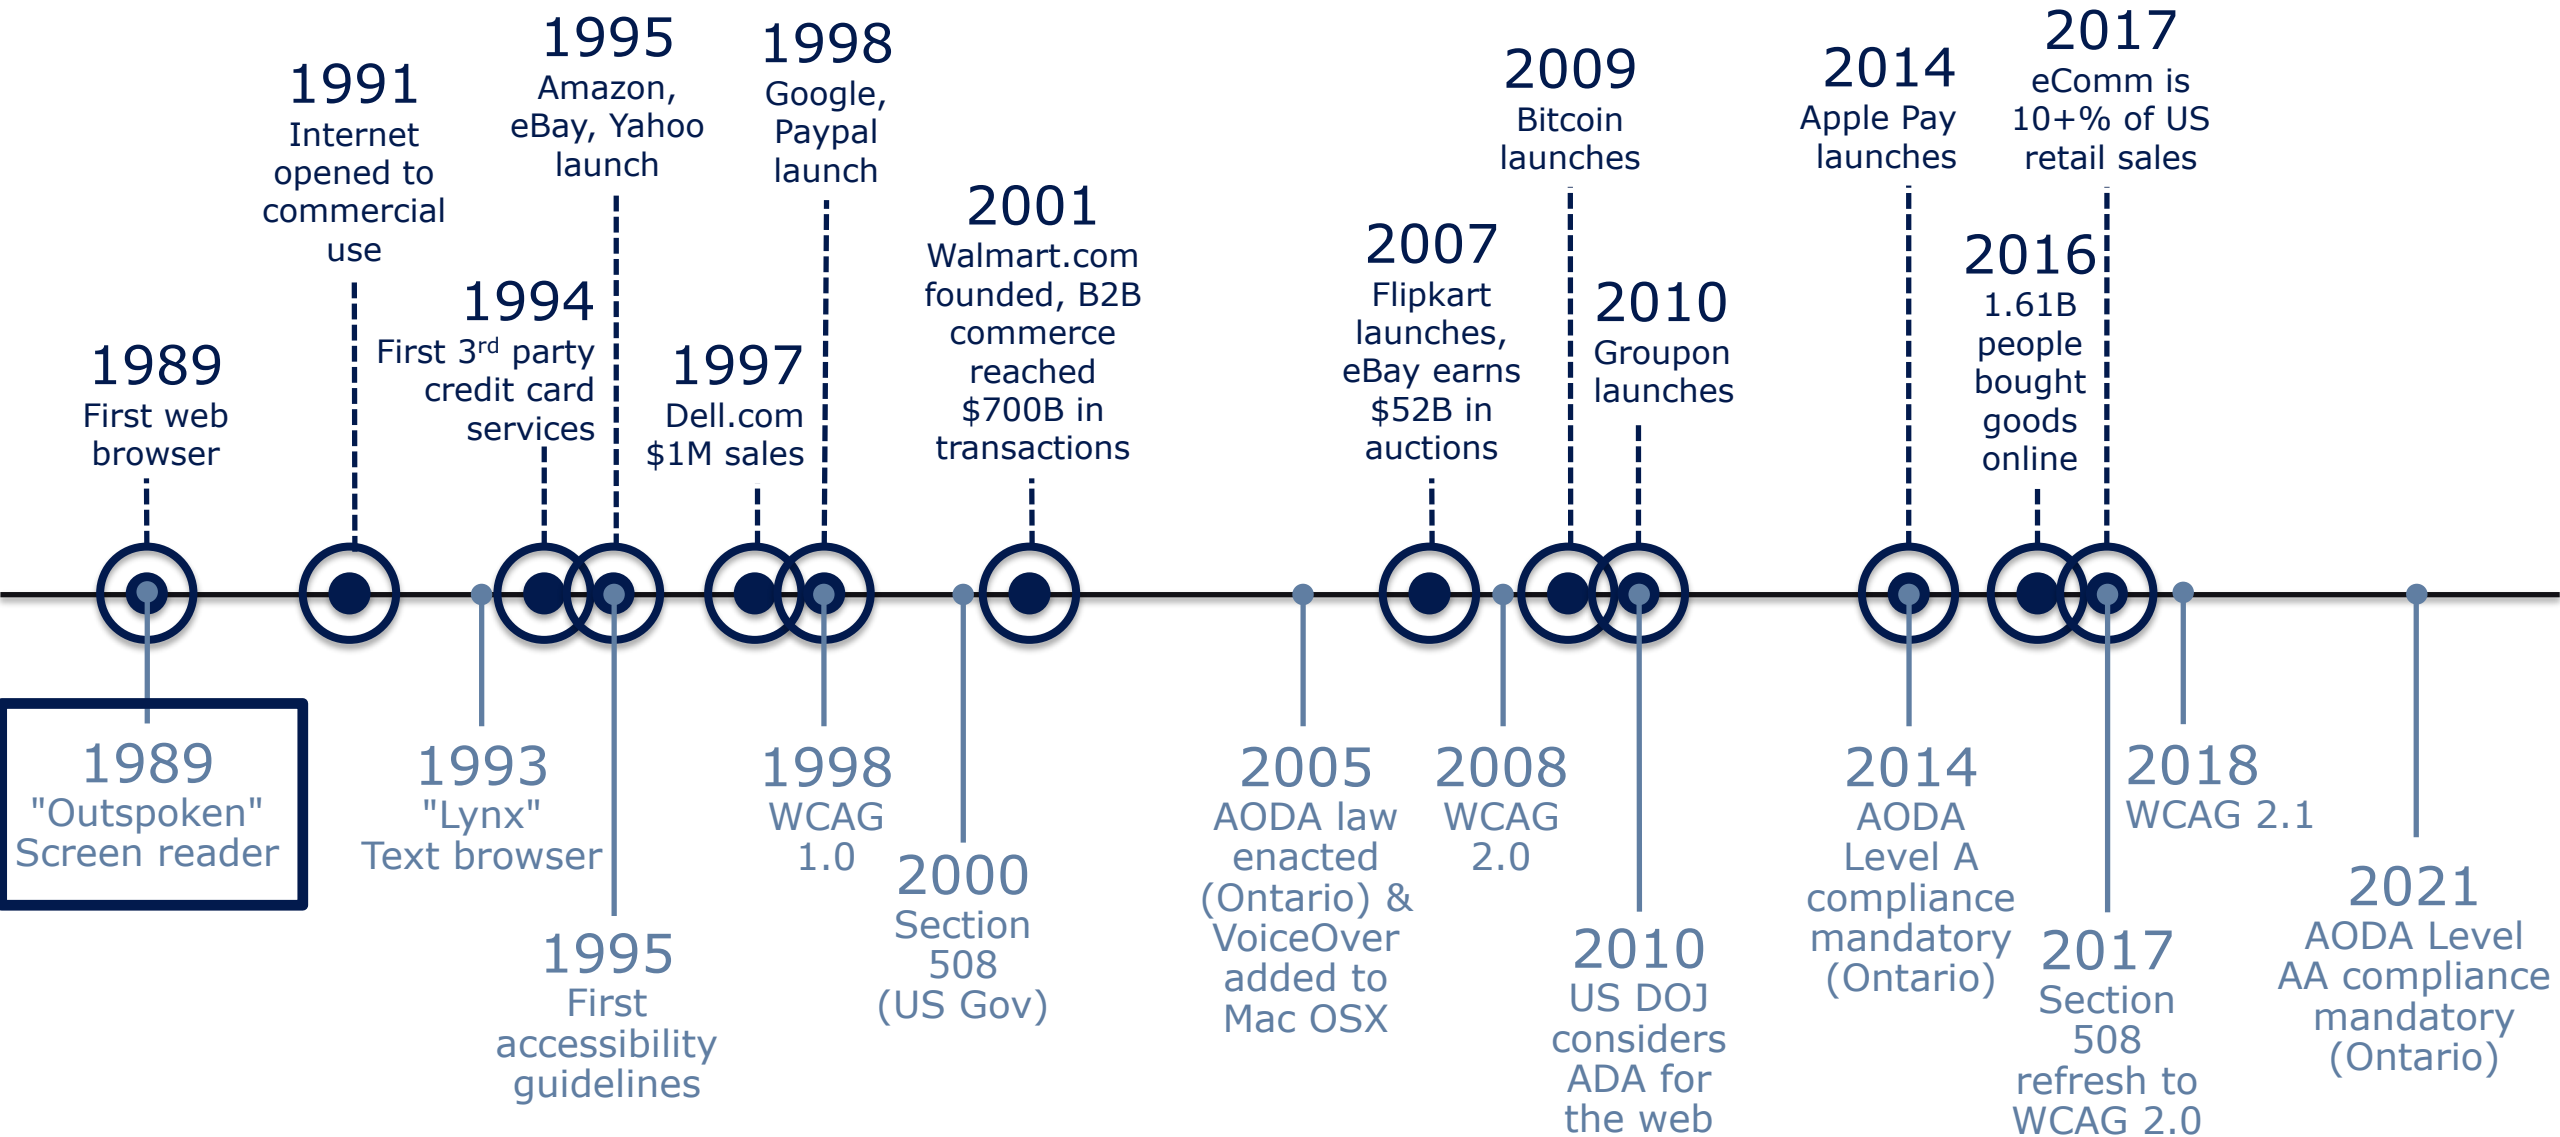 1989
First web
browser
1991
Internet
opened to
commercial
use
1994
First 3rd party
credit card
services
1995
Amazon,
eBay, Yahoo
launch
1997
Dell.com
$1M sales
1998
Google,
Paypal
launch
2001
Walmart.com
founded, B2B
commerce
reached
$700B in
transactions
2007
Flipkart
launches,
eBay earns
$52B in
auctions
2009
Bitcoin
launches
2010
Groupon
launches
2014
Apple Pay
launches
2016
1.61B
people
bought
goods
online
2017
eComm is
10+% of US
retail sales
1989
"Outspoken"
Screen reader
1993
"Lynx"
Text browser
1995
First
accessibility
guidelines
1998
WCAG
1.0
2000
Section
508
(US Gov)
2005
AODA law
enacted
(Ontario) &
VoiceOver
added to
Mac OSX
2008
WCAG
2.0
2010
US DOJ
considers
ADA for
the web
2014
AODA
Level A
compliance
mandatory
(Ontario)
2017
Section
508
refresh to
WCAG 2.0
2018
WCAG 2.1
2021
AODA Level
AA compliance
mandatory
(Ontario)